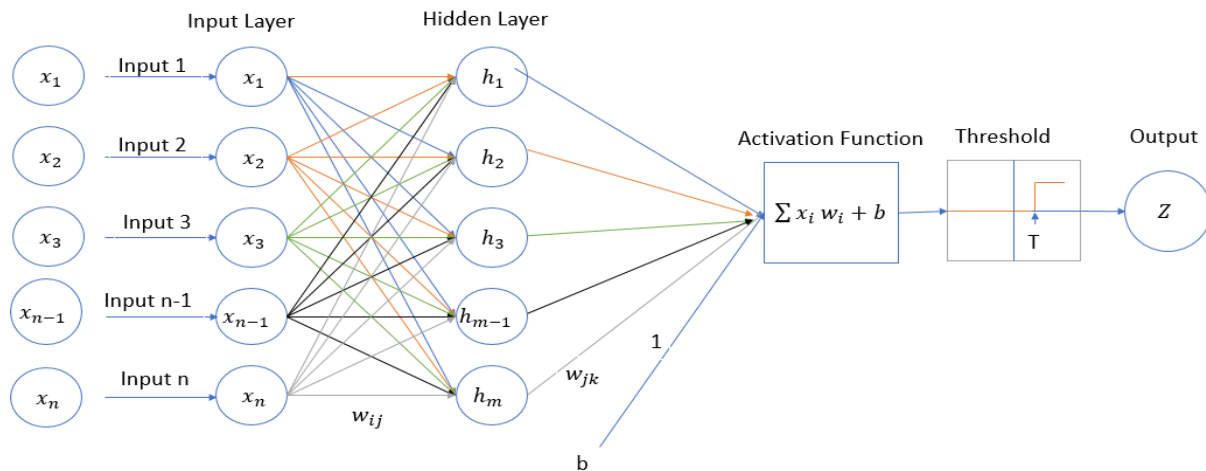 Input Layer
Hidden Layer
x₁
Input 1
x₁
h₁
x₂
Input 2
x₂
h₂
Activation Function
Threshold
Output
x₃
Input 3
x₃
h₃
∑ xᵢ wᵢ + b
T
Z
xₙ₋₁
Input n-1
xₙ₋₁
hₘ₋₁
1
xₙ
Input n
xₙ
wᵢⱼ
hₘ
wⱼₖ
b